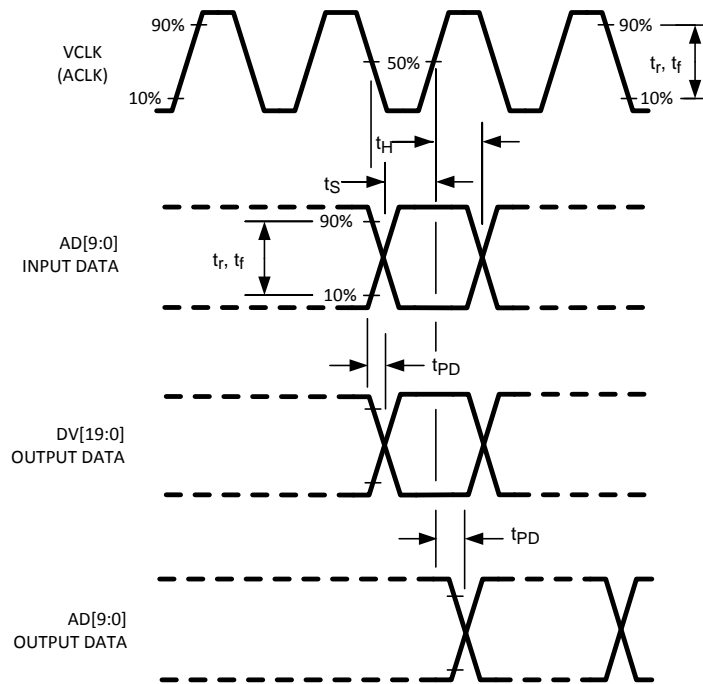 90%
90%
VCLK
(ACLK)
50%
tr, tf
10%
10%
tH
tS
90%
AD[9:0]
INPUT DATA
tr, tf
10%
tPD
DV[19:0]
OUTPUT DATA
tPD
AD[9:0]
OUTPUT DATA